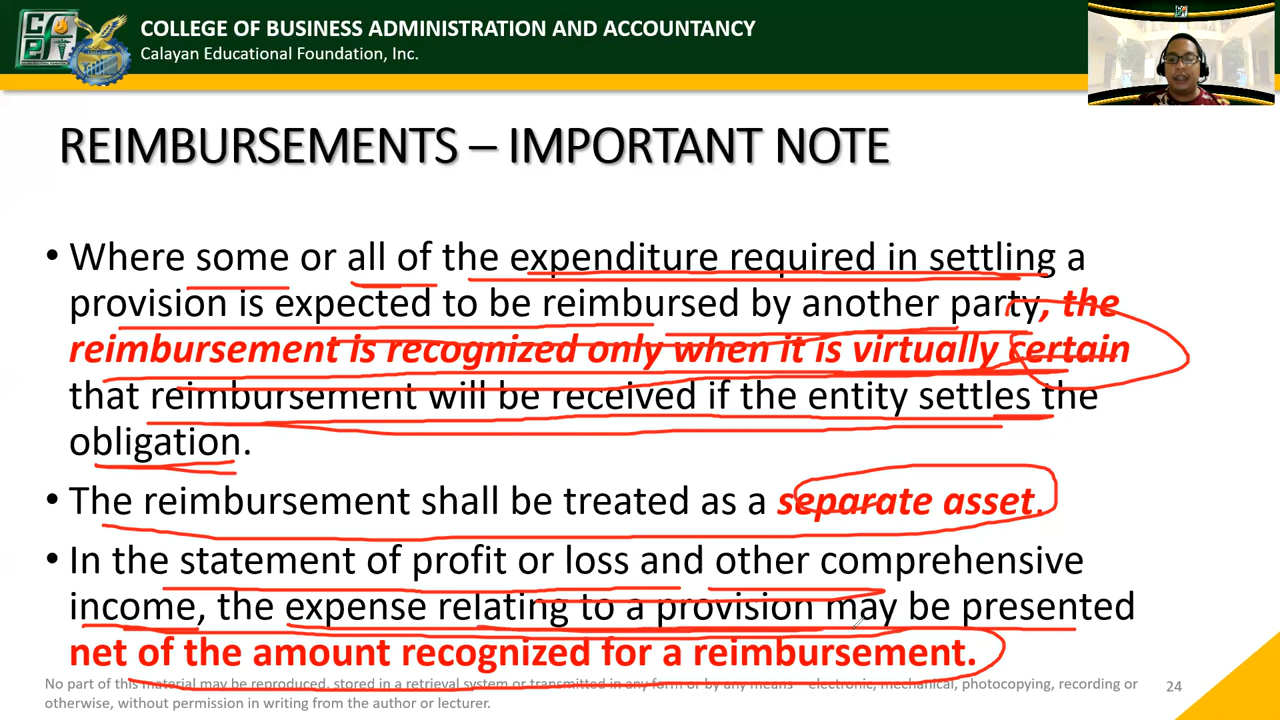 COLLEGE OF BUSINESS ADMINISTRATION AND ACCOUNTANCY
Calayan Educational Foundation, Inc.
REIMBURSEMENTS – IMPORTANT NOTE
• Where some or all of the expenditure required in settling a
provision is expected to be reimbursed by another party, the
reimbursement is recognized only when it is virtually certain
that reimbursement will be received if the entity settles the
obligation.
• The reimbursement shall be treated as a separate asset.
• In the statement of profit or loss and other comprehensive
income, the expense relating to a provision may be presented
net of the amount recognized for a reimbursement.
No part of this material may be reproduced, stored in a retrieval system or transmitted in any form or by any means – electronic, mechanical, photocopying, recording or
otherwise, without permission in writing from the author or lecturer.
24